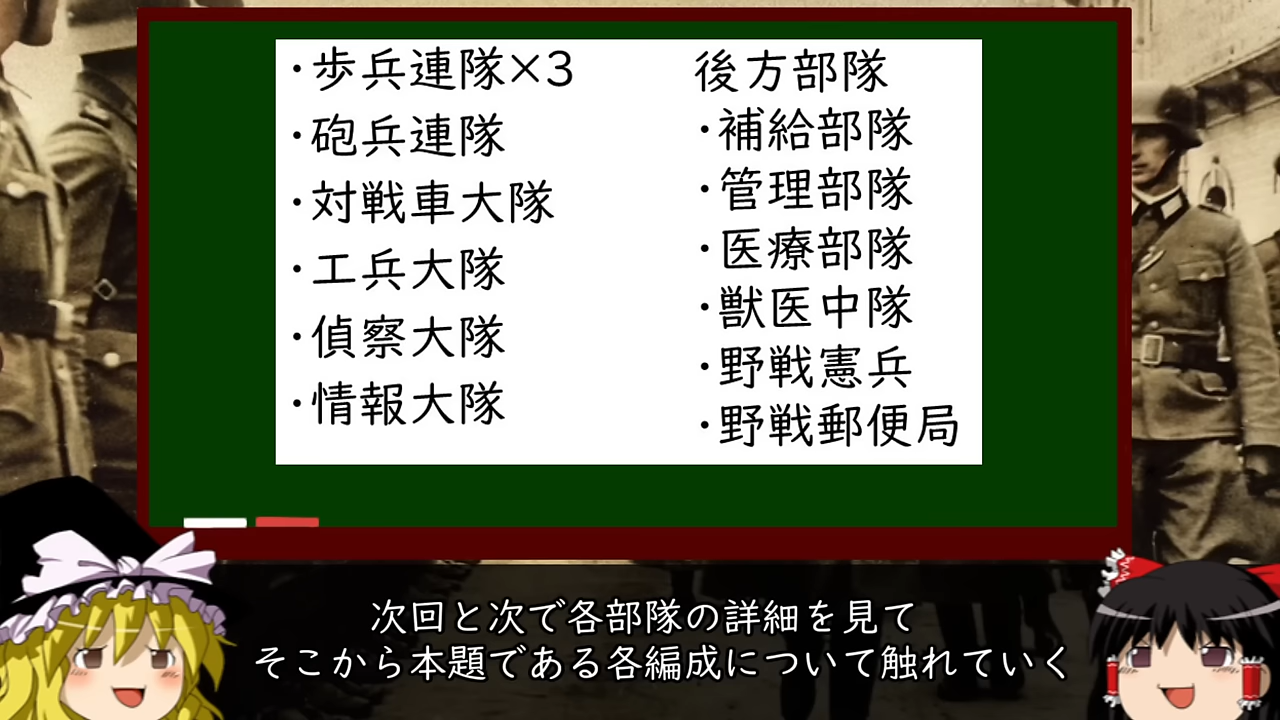 ・歩兵連隊×3
・砲兵連隊
・対戦車大隊
・工兵大隊
・偵察大隊
・情報大隊
後方部隊
・補給部隊
・管理部隊
・医療部隊
・獣医中隊
・野戦憲兵
・野戦郵便局
次回と次で各部隊の詳細を見て
そこから本題である各編成について触れていく